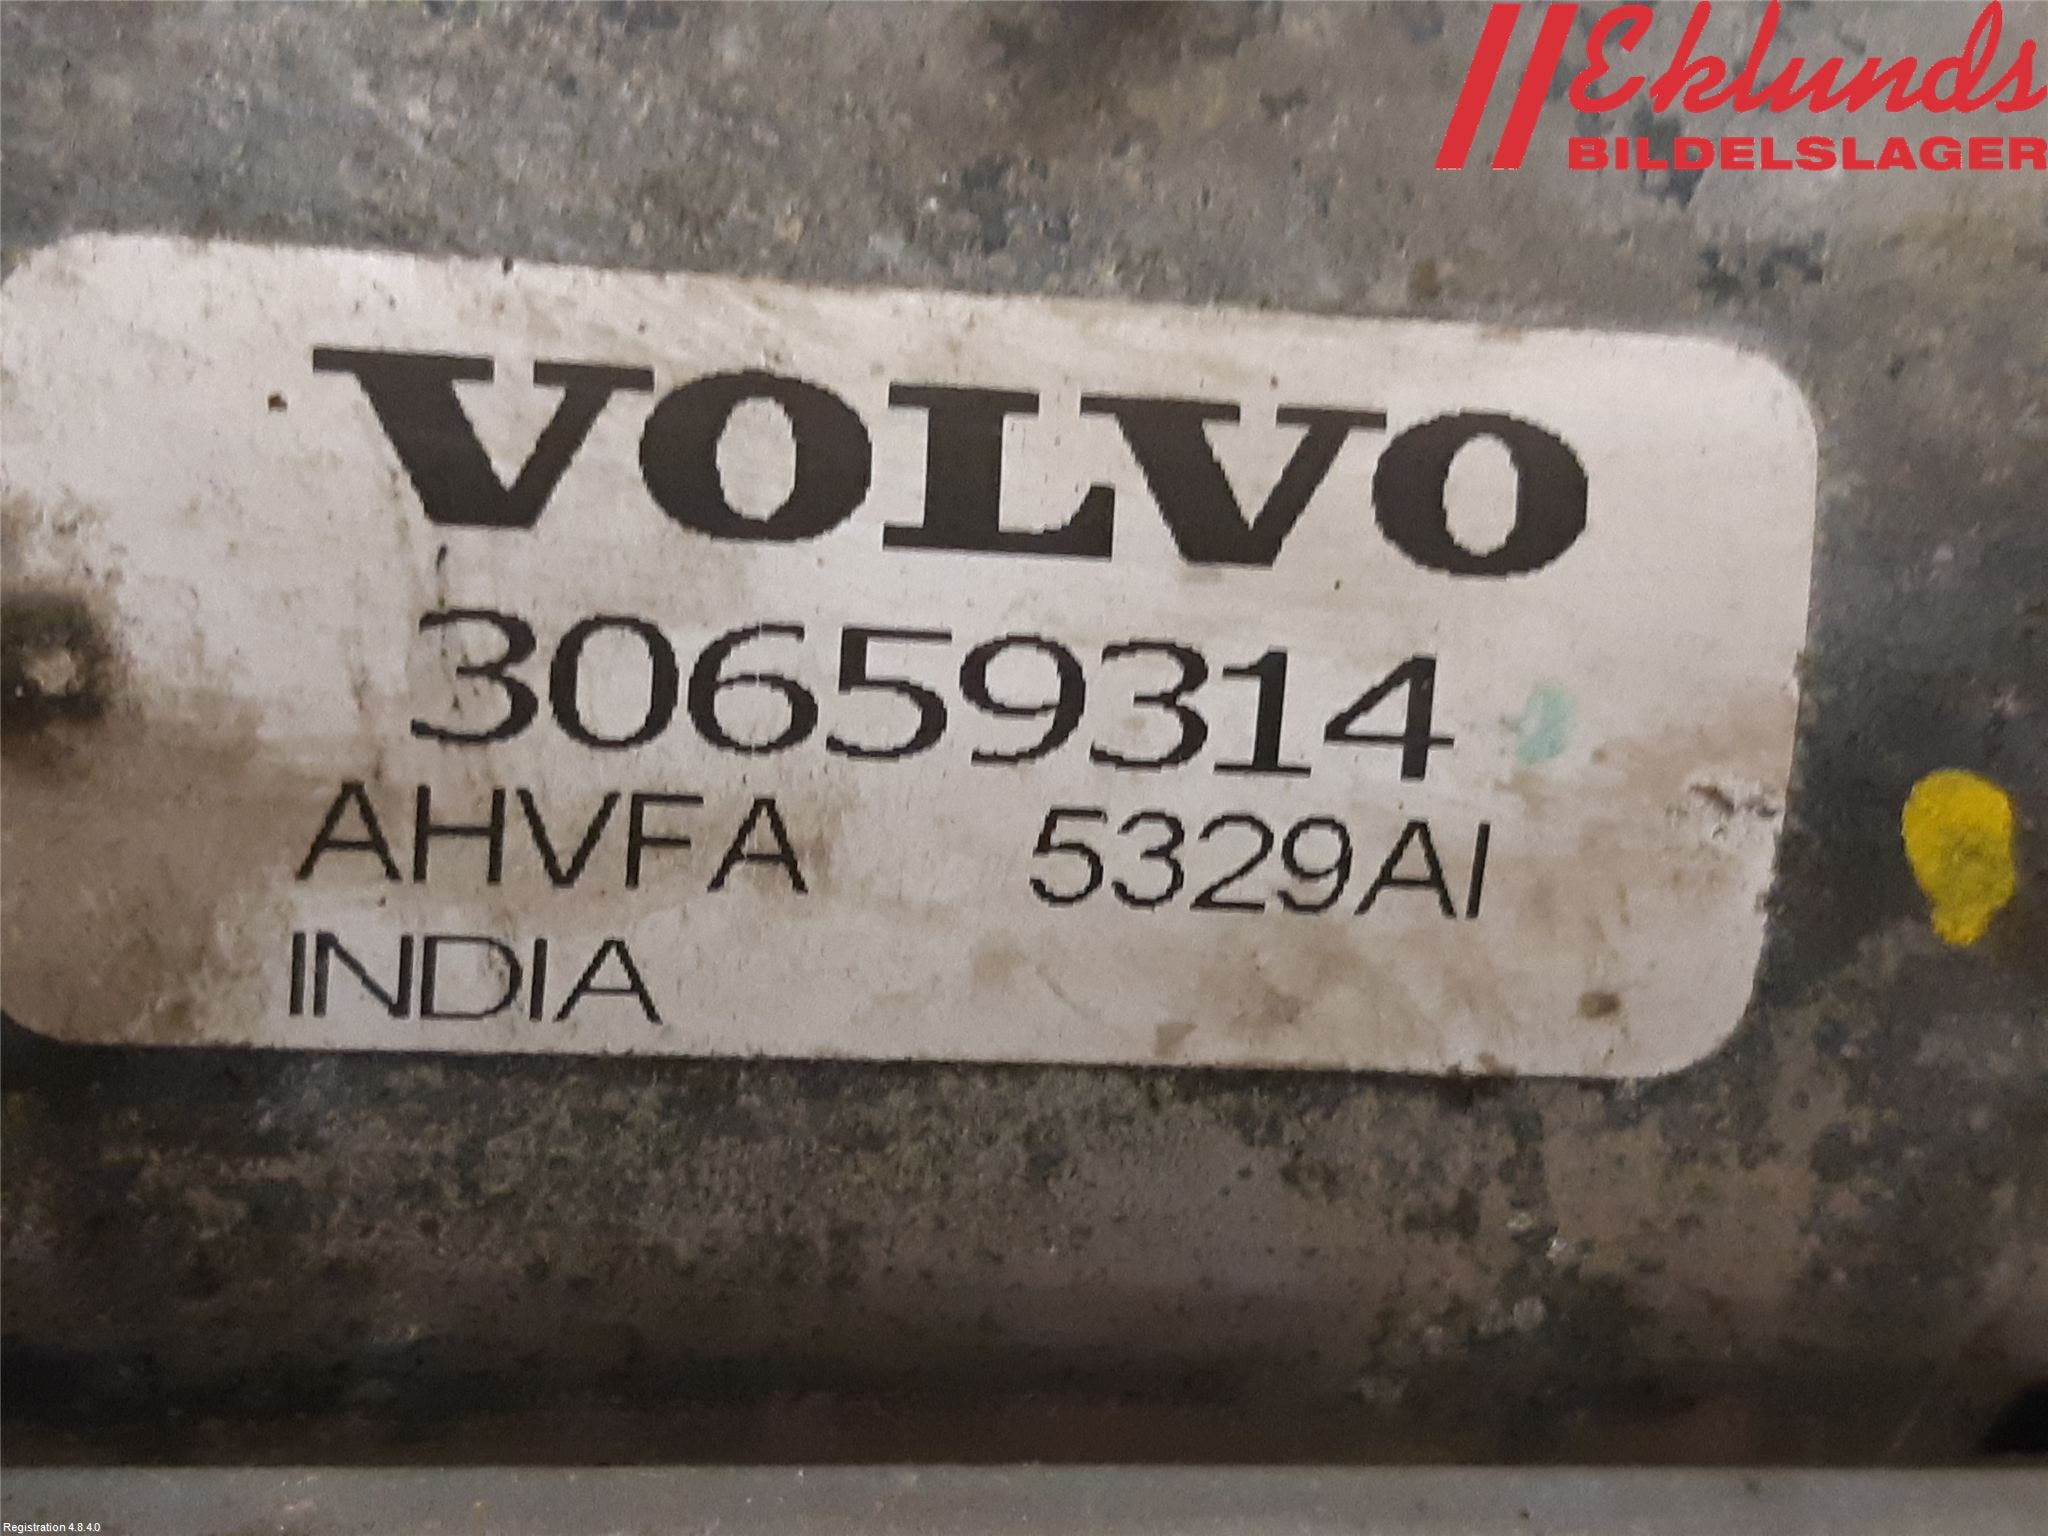 Eklunds
BILDELSLAGER
VOLVO
30659314
AHVFA 5329AI
INDIA
Registration 4.8.4.0